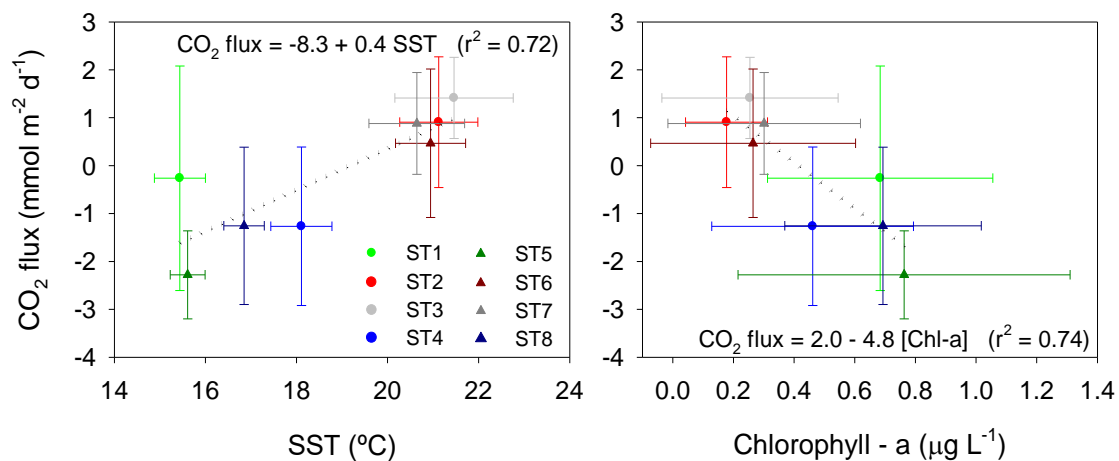 CO2 flux (mmol m-2 d-1)
3
2
1
0
-1
-2
-3
-4
CO2 flux = -8.3 + 0.4 SST (r2 = 0.72)
ST1 ST5
ST2 ST6
ST3 ST7
ST4 ST8
14 16 18 20 22 24
SST (ºC)
3
2
1
0
-1
-2
-3
-4
CO2 flux = 2.0 - 4.8 [Chl-a] (r2 = 0.74)
0.0 0.2 0.4 0.6 0.8 1.0 1.2 1.4
Chlorophyll - a (μg L-1)